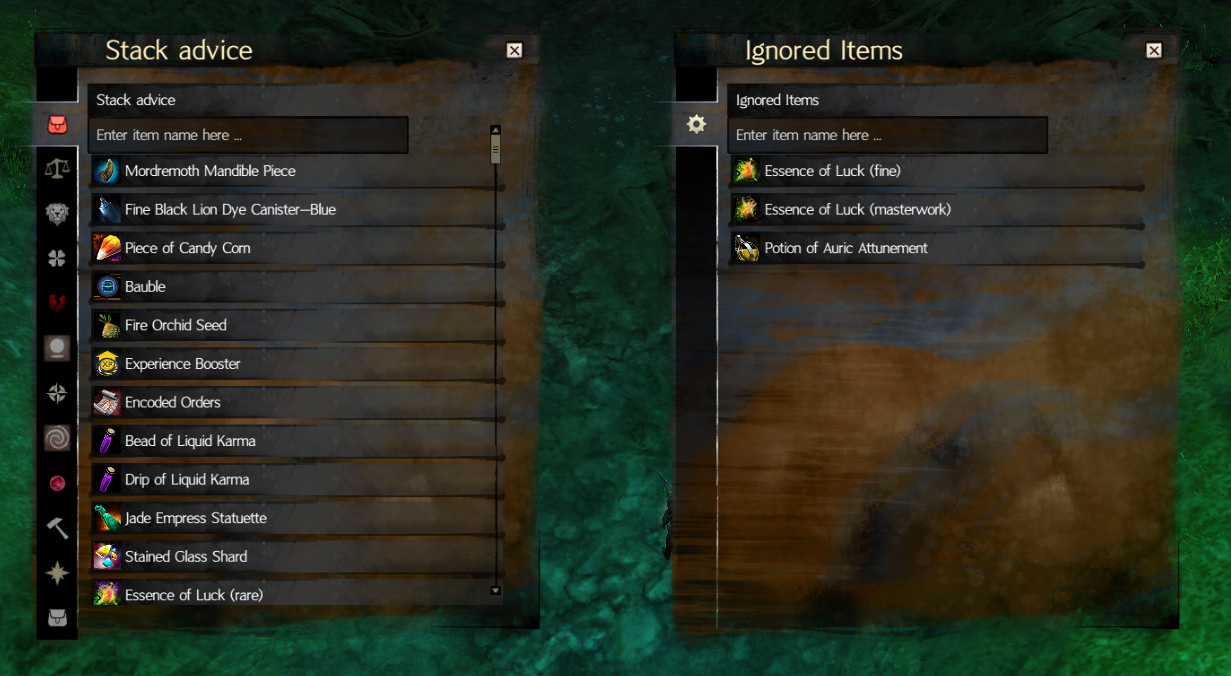 Stack advice
Stack advice
Enter item name here ...
Mordremoth Mandible Piece
Fine Black Lion Dye Canister—Blue
Piece of Candy Corn
Bauble
Fire Orchid Seed
Experience Booster
Encoded Orders
Bead of Liquid Karma
Drip of Liquid Karma
Jade Empress Statuette
Stained Glass Shard
Essence of Luck (rare)
Ignored Items
Ignored Items
Enter item name here ...
Essence of Luck (fine)
Essence of Luck (masterwork)
Potion of Auric Attunement